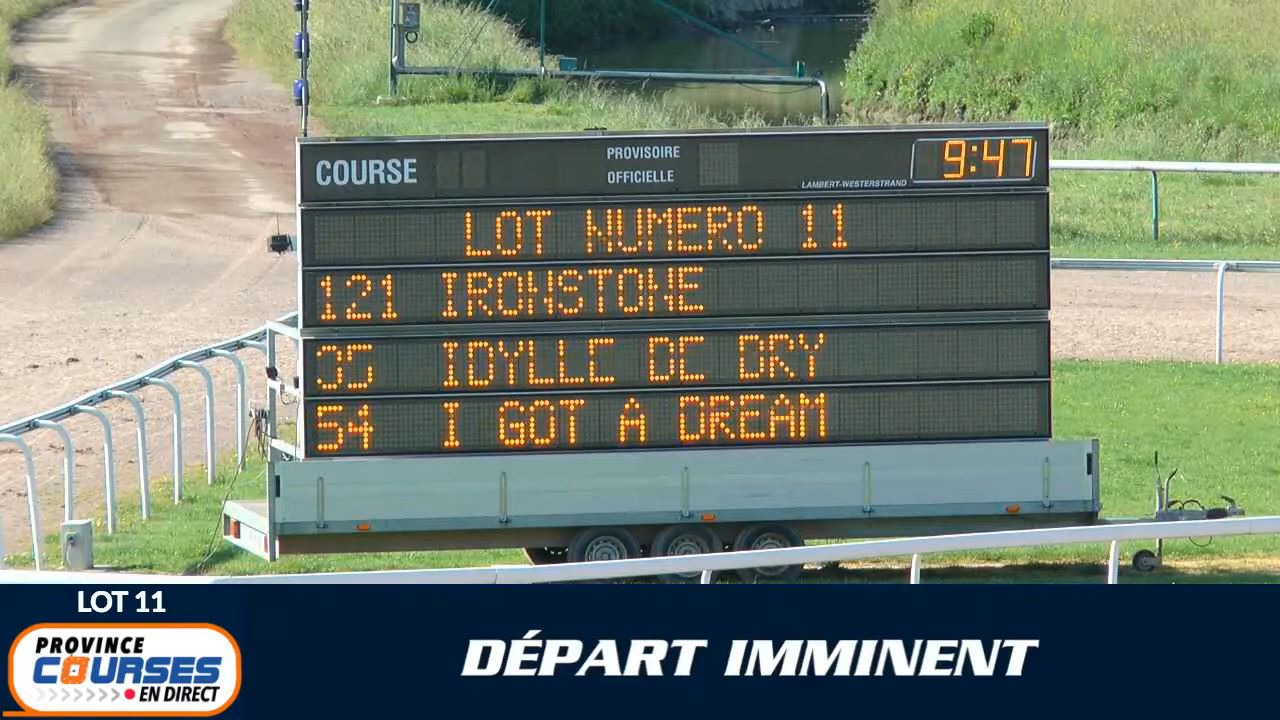 COURSE
PROVISOIRE
OFFICIELLE
LAMBERT-WESTERSTRAND
9:47
LOT NUMERO 11
121 IRONSTONE
IDYLLE DE DRY
54 I GOT A DREAM
LOT 11
PROVINCE
COURSES
EN DIRECT
DÉPART IMMINENT